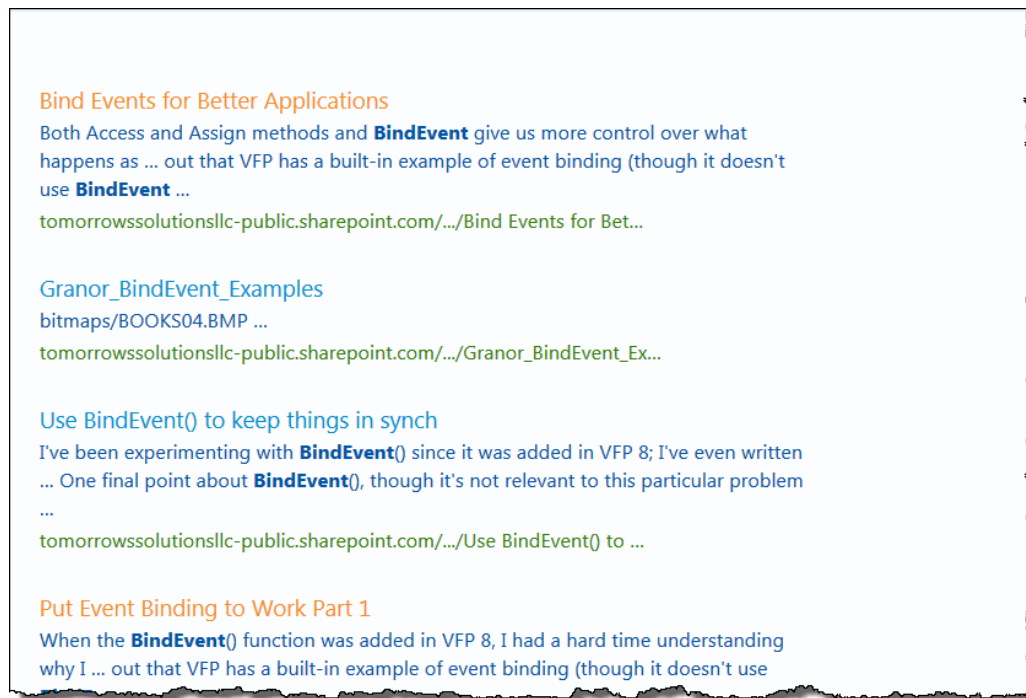 Bind Events for Better Applications
Both Access and Assign methods and BindEvent give us more control over what
happens as ... out that VFP has a built-in example of event binding (though it doesn't
use BindEvent ...
tomorrowssolutionsllc-public.sharepoint.com/.../Bind Events for Bet...
Granor_BindEvent_Examples
bitmaps/BOOKS04.BMP ...
tomorrowssolutionsllc-public.sharepoint.com/.../Granor_BindEvent_Ex...
Use BindEvent() to keep things in synch
I've been experimenting with BindEvent() since it was added in VFP 8; I've even written
... One final point about BindEvent(), though it's not relevant to this particular problem
...
tomorrowssolutionsllc-public.sharepoint.com/.../Use BindEvent() to ...
Put Event Binding to Work Part 1
When the BindEvent() function was added in VFP 8, I had a hard time understanding
why I ... out that VFP has a built-in example of event binding (though it doesn't use